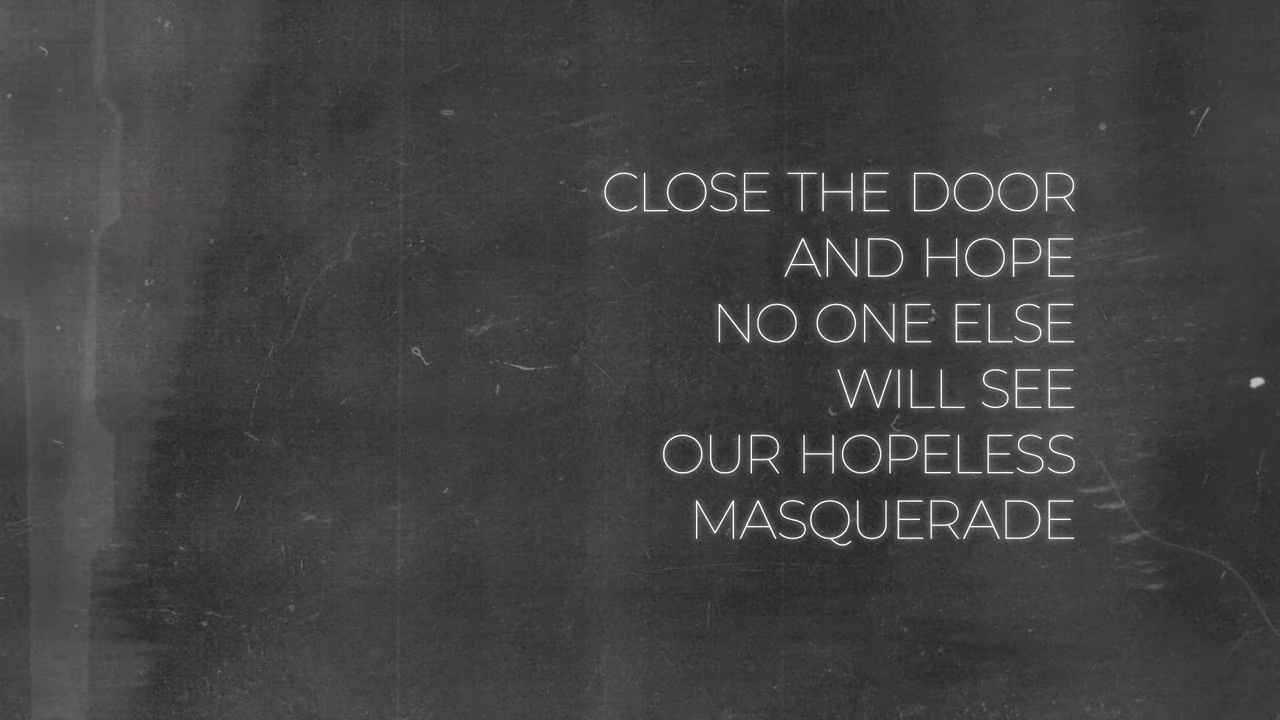 CLOSE THE DOOR
AND HOPE
NO ONE ELSE
WILL SEE
OUR HOPELESS
MASQUERADE